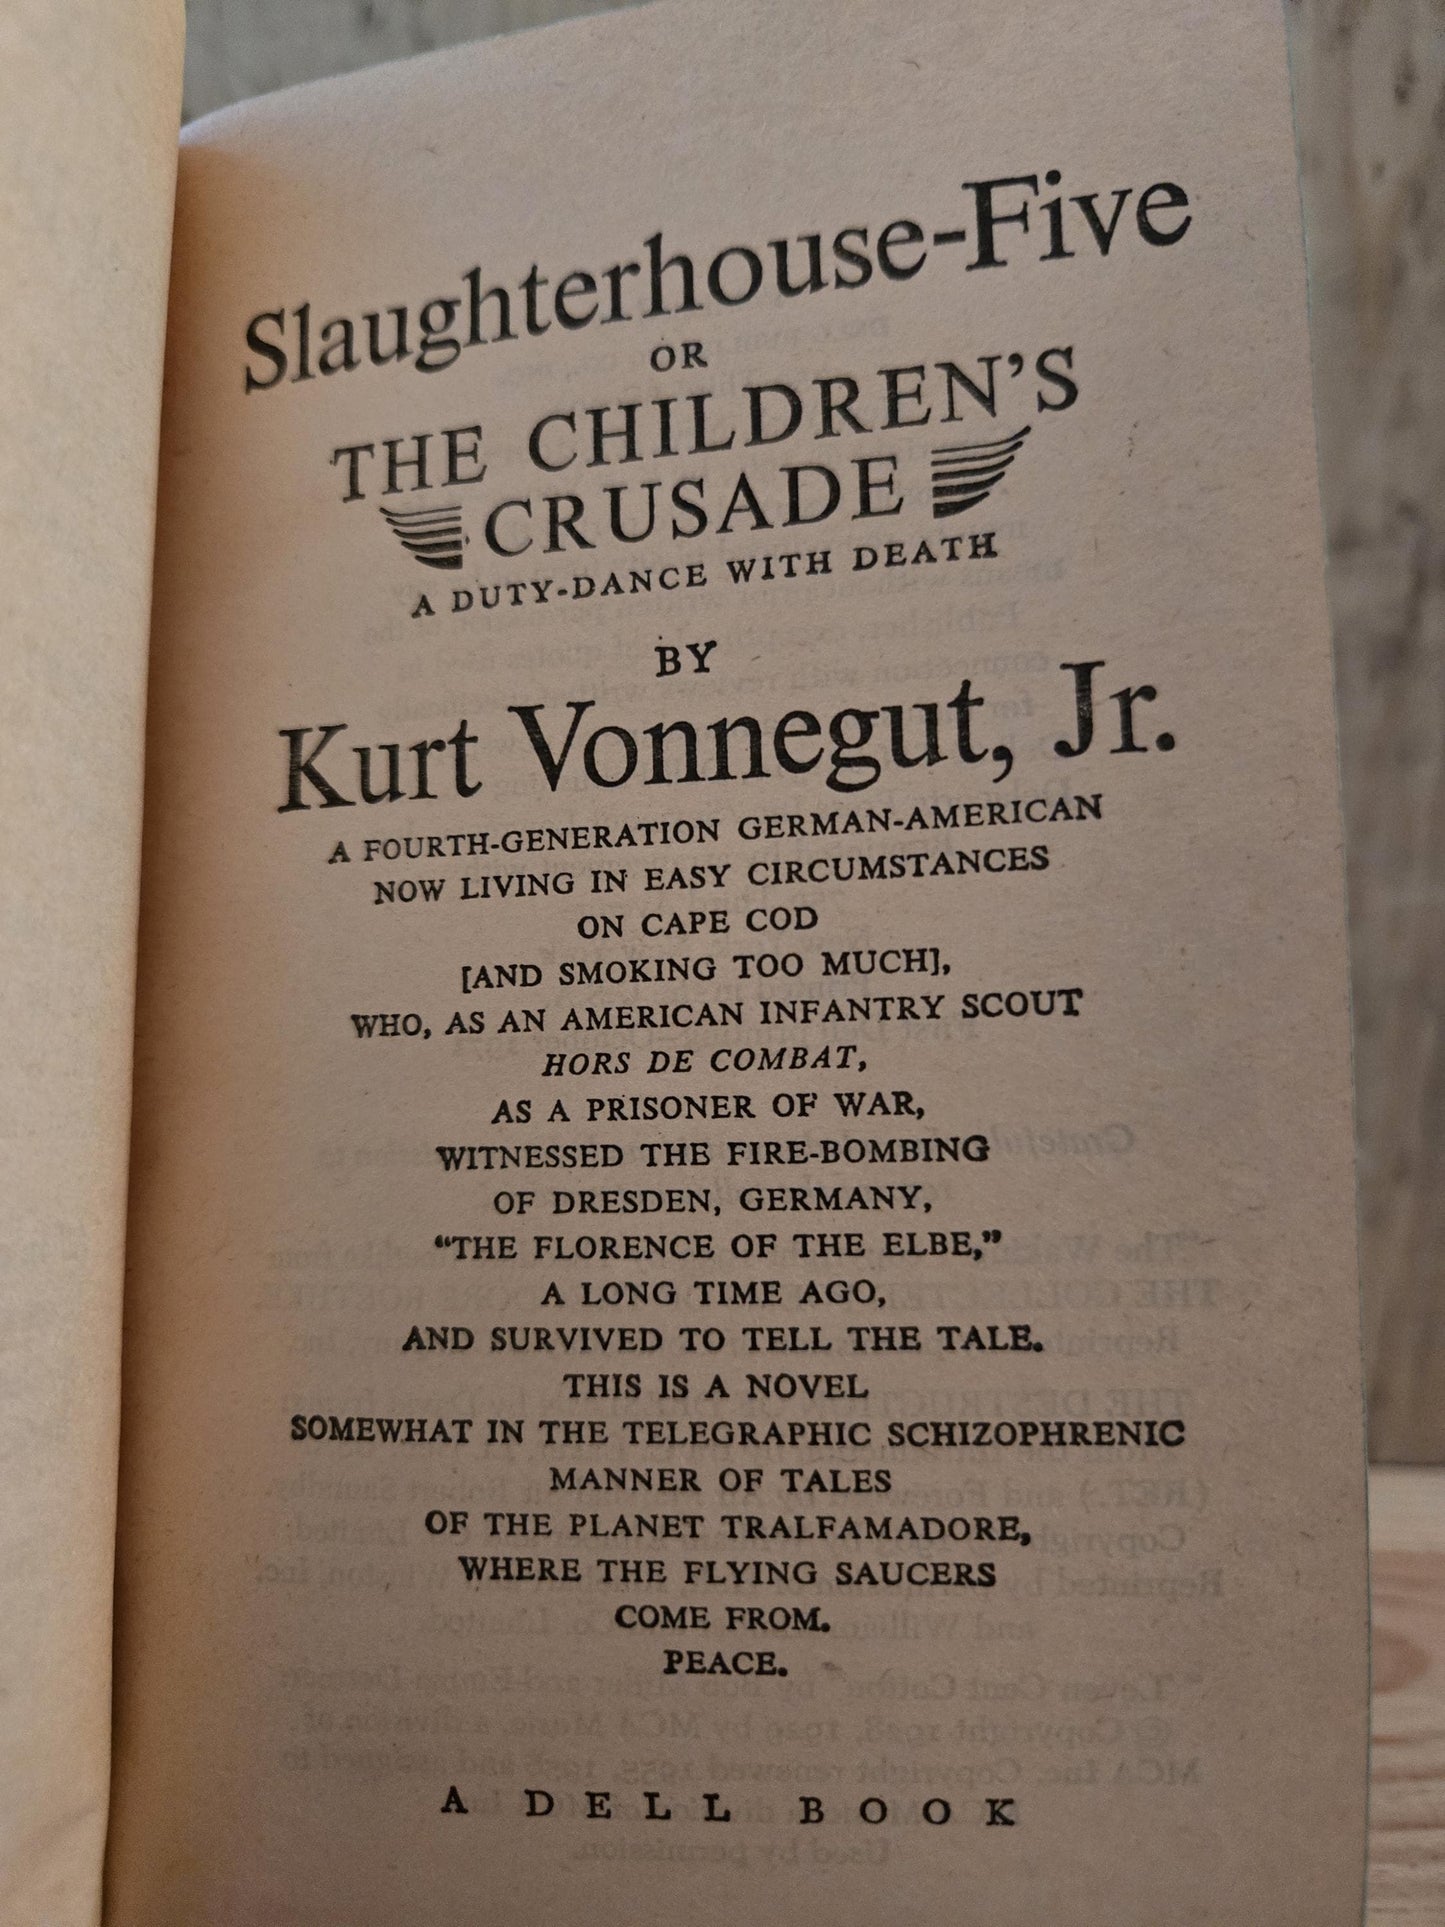 Slaughterhouse-Five
OR
THE CHILDREN'S
CRUSADE
A DUTY-DANCE WITH DEATH
BY
Kurt Vonnegut, Jr.
A FOURTH-GENERATION GERMAN-AMERICAN
NOW LIVING IN EASY CIRCUMSTANCES
ON CAPE COD
[AND SMOKING TOO MUCH],
WHO, AS AN AMERICAN INFANTRY SCOUT
HORS DE COMBAT,
AS A PRISONER OF WAR,
WITNESSED THE FIRE-BOMBING
OF DRESDEN, GERMANY,
“THE FLORENCE OF THE ELBE,”
A LONG TIME AGO,
AND SURVIVED TO TELL THE TALE.
THIS IS A NOVEL
SOMEWHAT IN THE TELEGRAPHIC SCHIZOPHRENIC
MANNER OF TALES
OF THE PLANET TRALFAMADORE,
WHERE THE FLYING SAUCERS
COME FROM.
PEACE.
A DELL BOOK